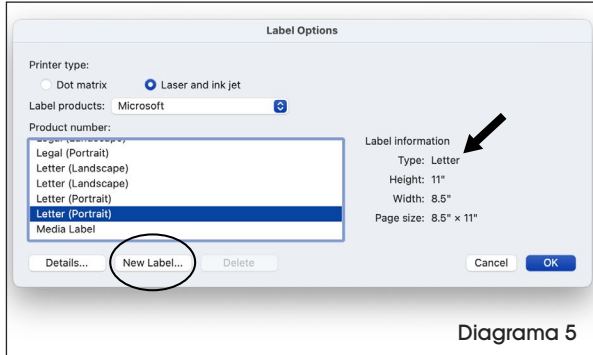 Label Options
Printer type:
Dot matrix
Laser and ink jet
Label products: Microsoft
Product number:
Legal (Portrait)
Letter (Landscape)
Letter (Landscape)
Letter (Portrait)
Letter (Portrait)
Media Label
Label information
Type: Letter
Height: 11"
Width: 8.5"
Page size: 8.5" × 11"
Details...
New Label...
Delete
Cancel
OK
Diagrama 5